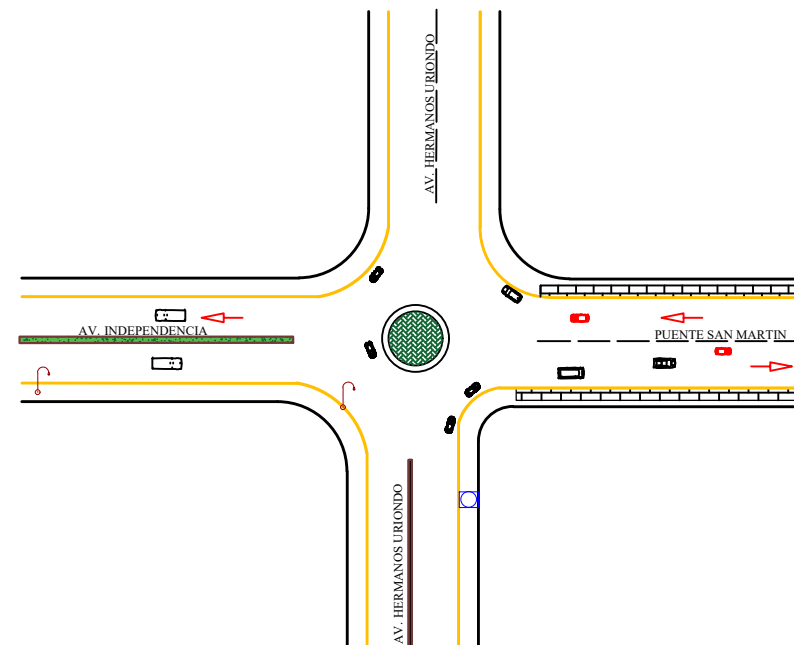 AV. HERMANOS URIONDO
AV. INDEPENDENCIA
PUENTE SAN MARTIN
AV. HERMANOS URIONDO